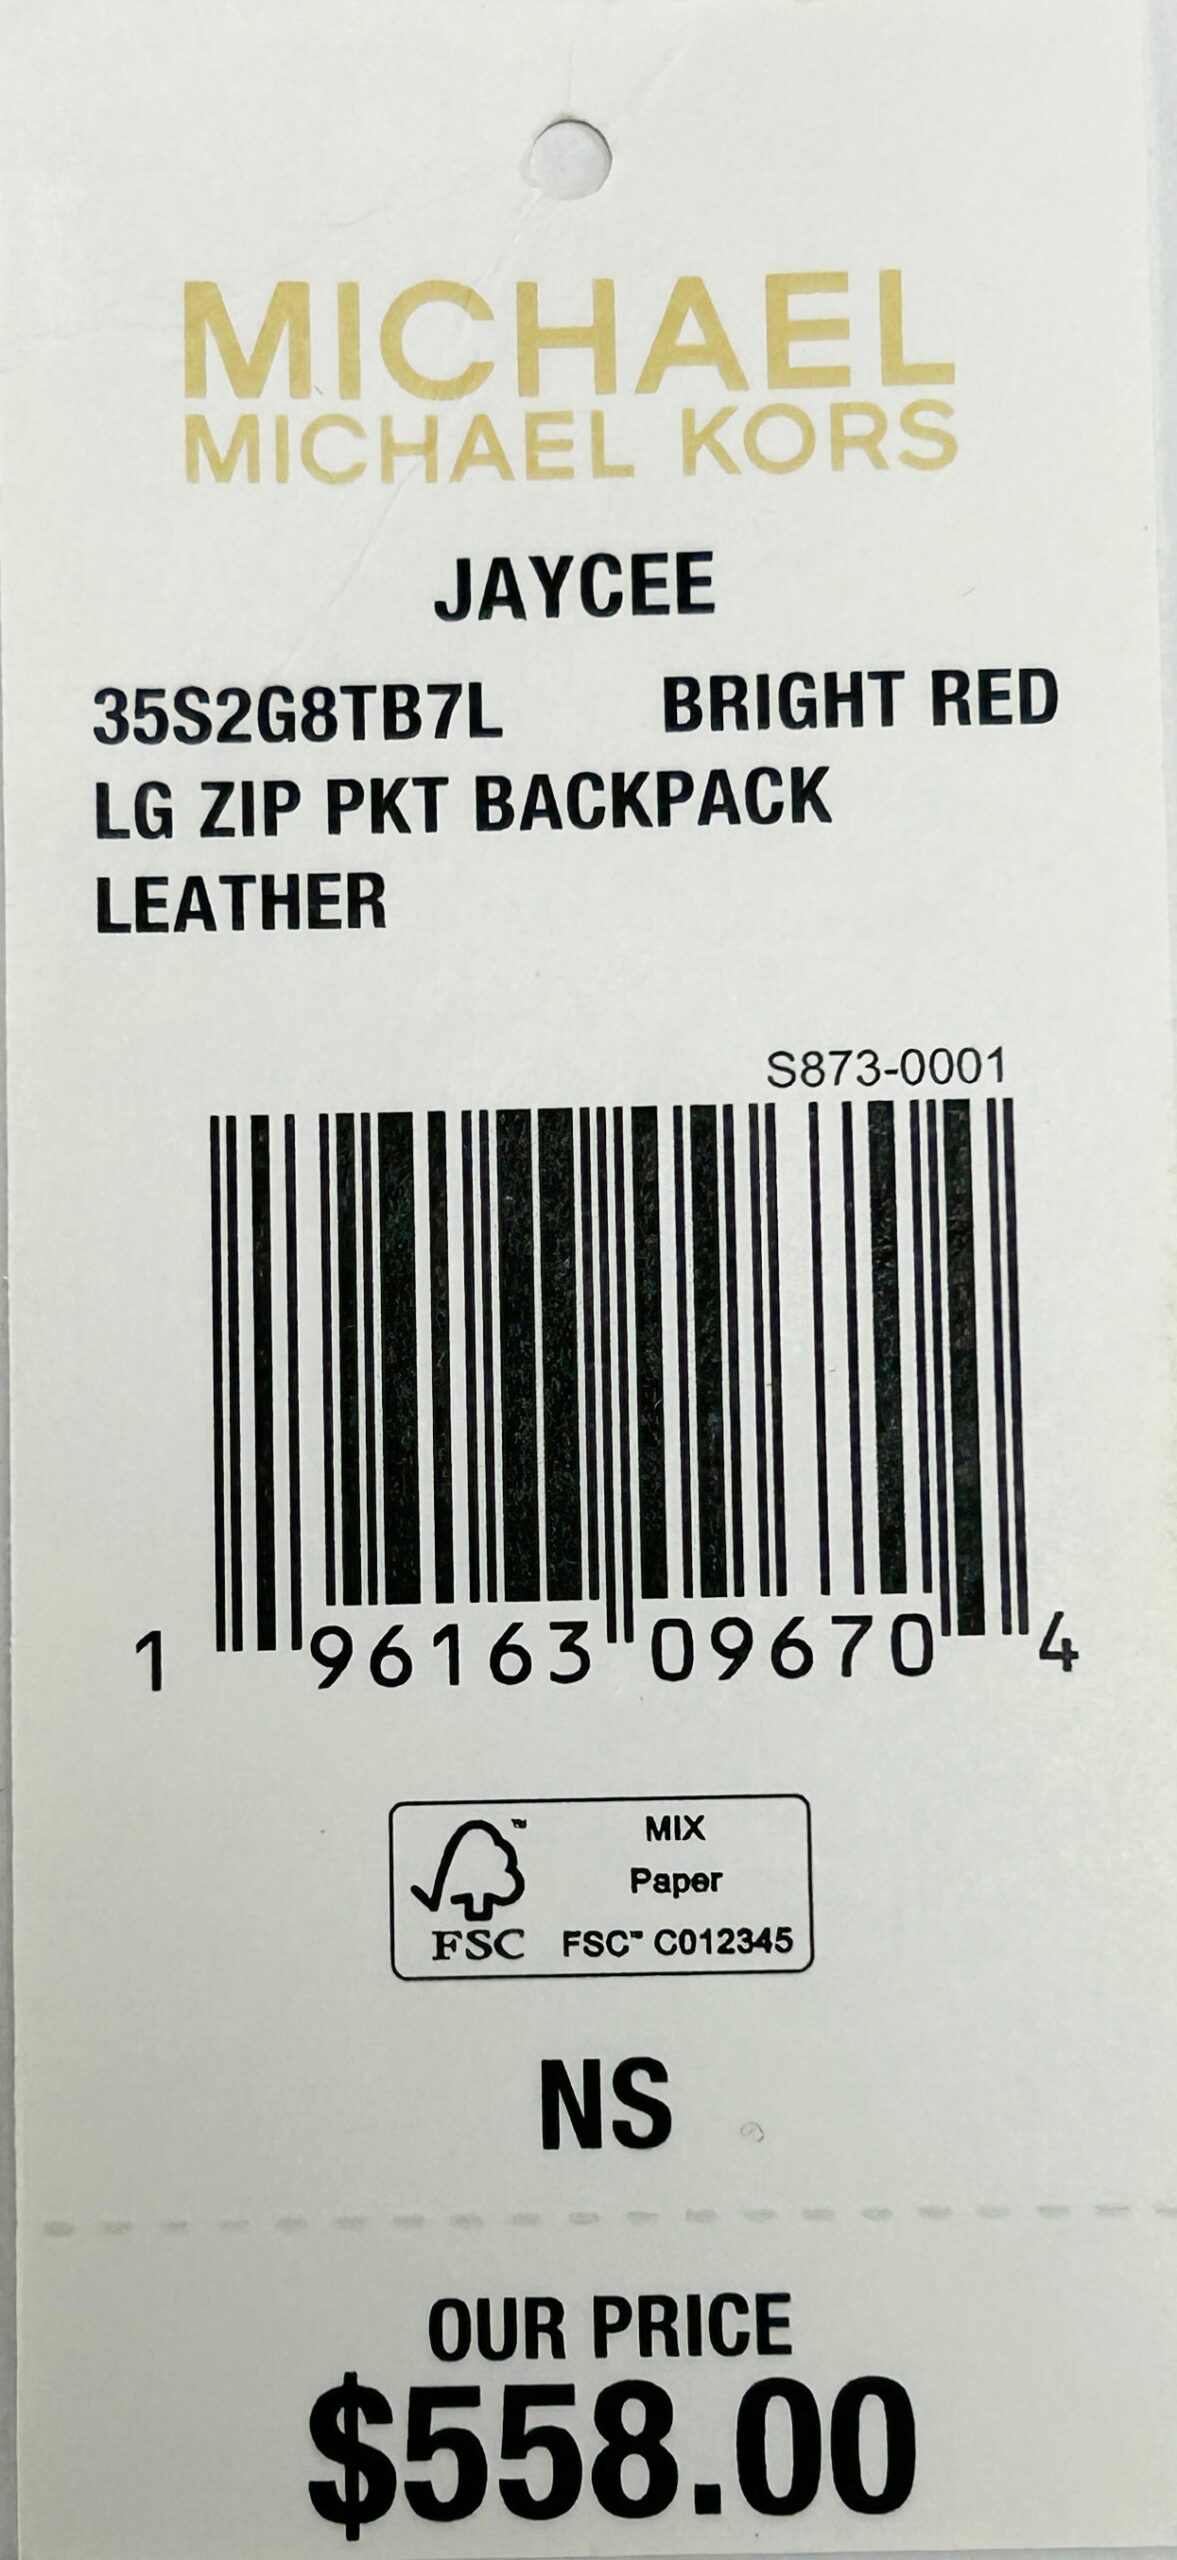 MICHAEL
MICHAEL KORS
JAYCEE
35S2G8TB7L BRIGHT RED
LG ZIP PKT BACKPACK
LEATHER
S873-0001
1 96163 09670 4
MIX
Paper
FSC FSC™ C012345
NS
OUR PRICE
$558.00